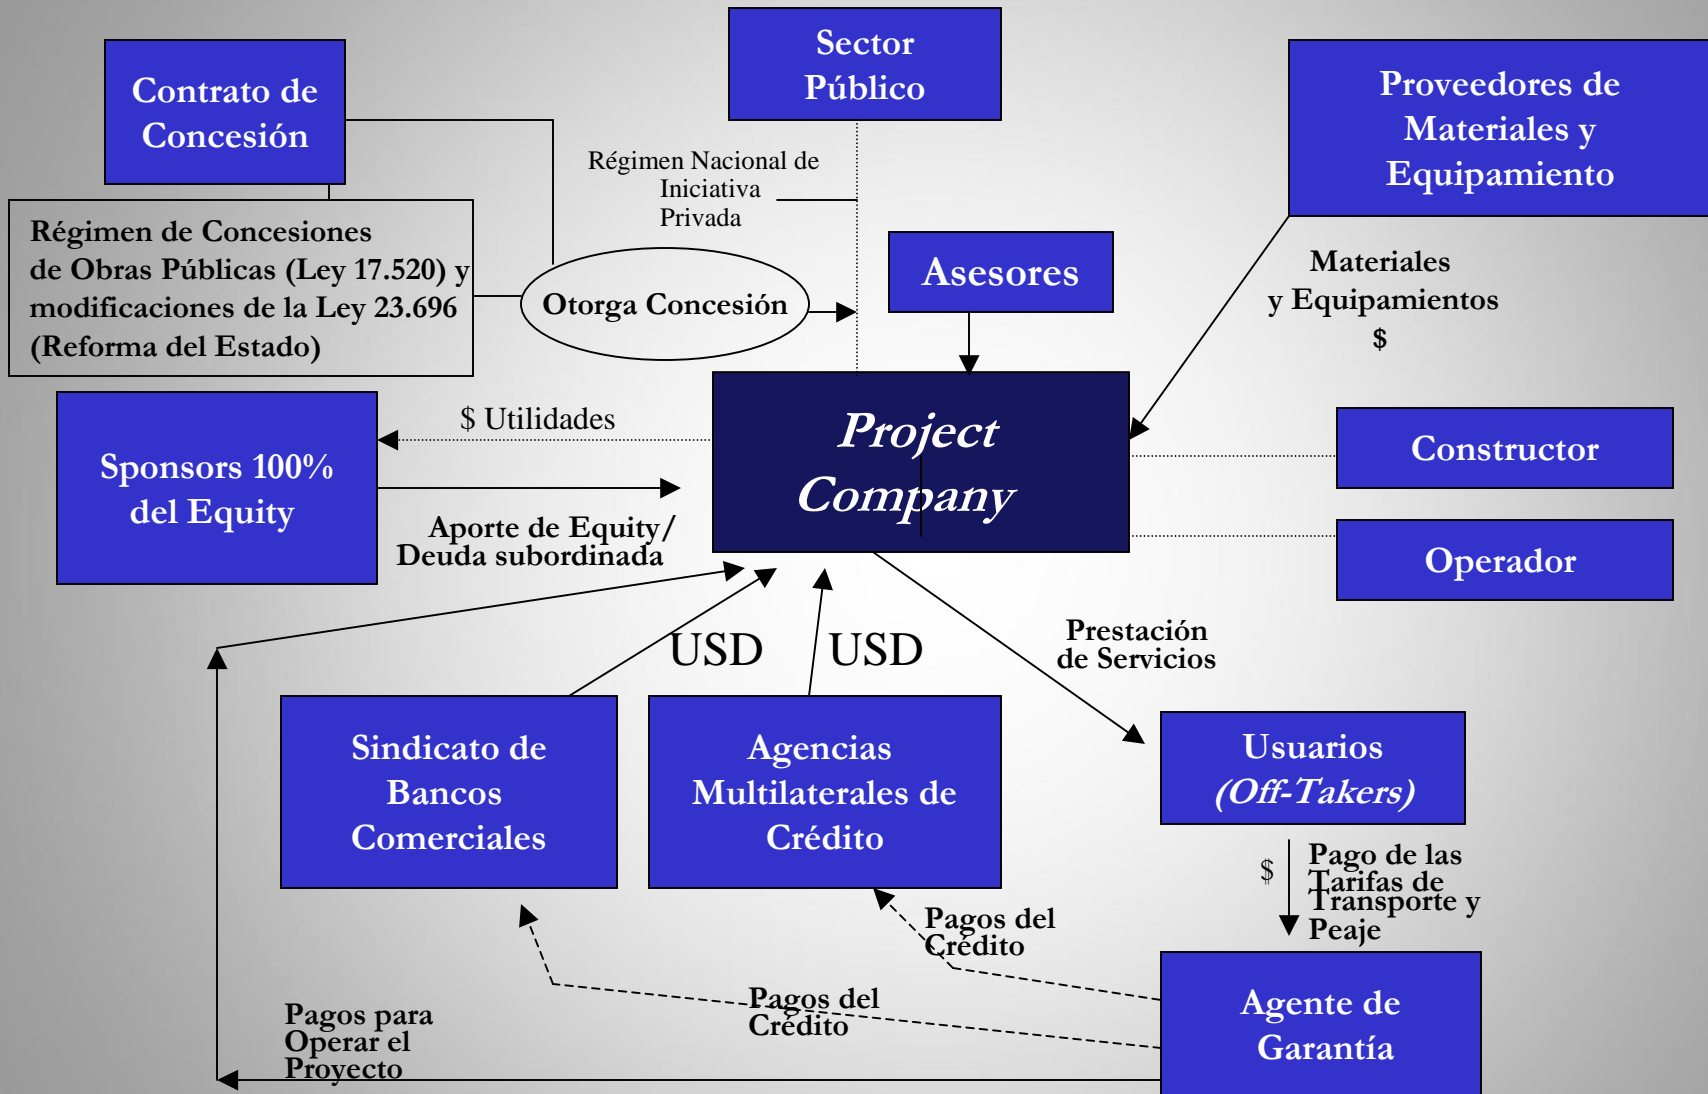 Sector
Público
Contrato de
Concesión
Proveedores de
Materiales y
Equipamiento
Régimen Nacional de
Iniciativa
Privada
Régimen de Concesiones
de Obras Públicas (Ley 17.520) y
modificaciones de la Ley 23.696
(Reforma del Estado)
Otorga Concesión
Asesores
Materiales
y Equipamientos
$
$ Utilidades
Project
Company
Sponsors 100%
del Equity
Constructor
Aporte de Equity/
Deuda subordinada
Operador
USD
USD
Prestación
de Servicios
Sindicato de
Bancos
Comerciales
Agencias
Multilaterales de
Crédito
Usuarios
(Off-Takers)
$
Pago de las
Tarifas de
Transporte y
Peaje
Pagos del
Crédito
Pagos del
Crédito
Pagos para
Operar el
Proyecto
Agente de
Garantía